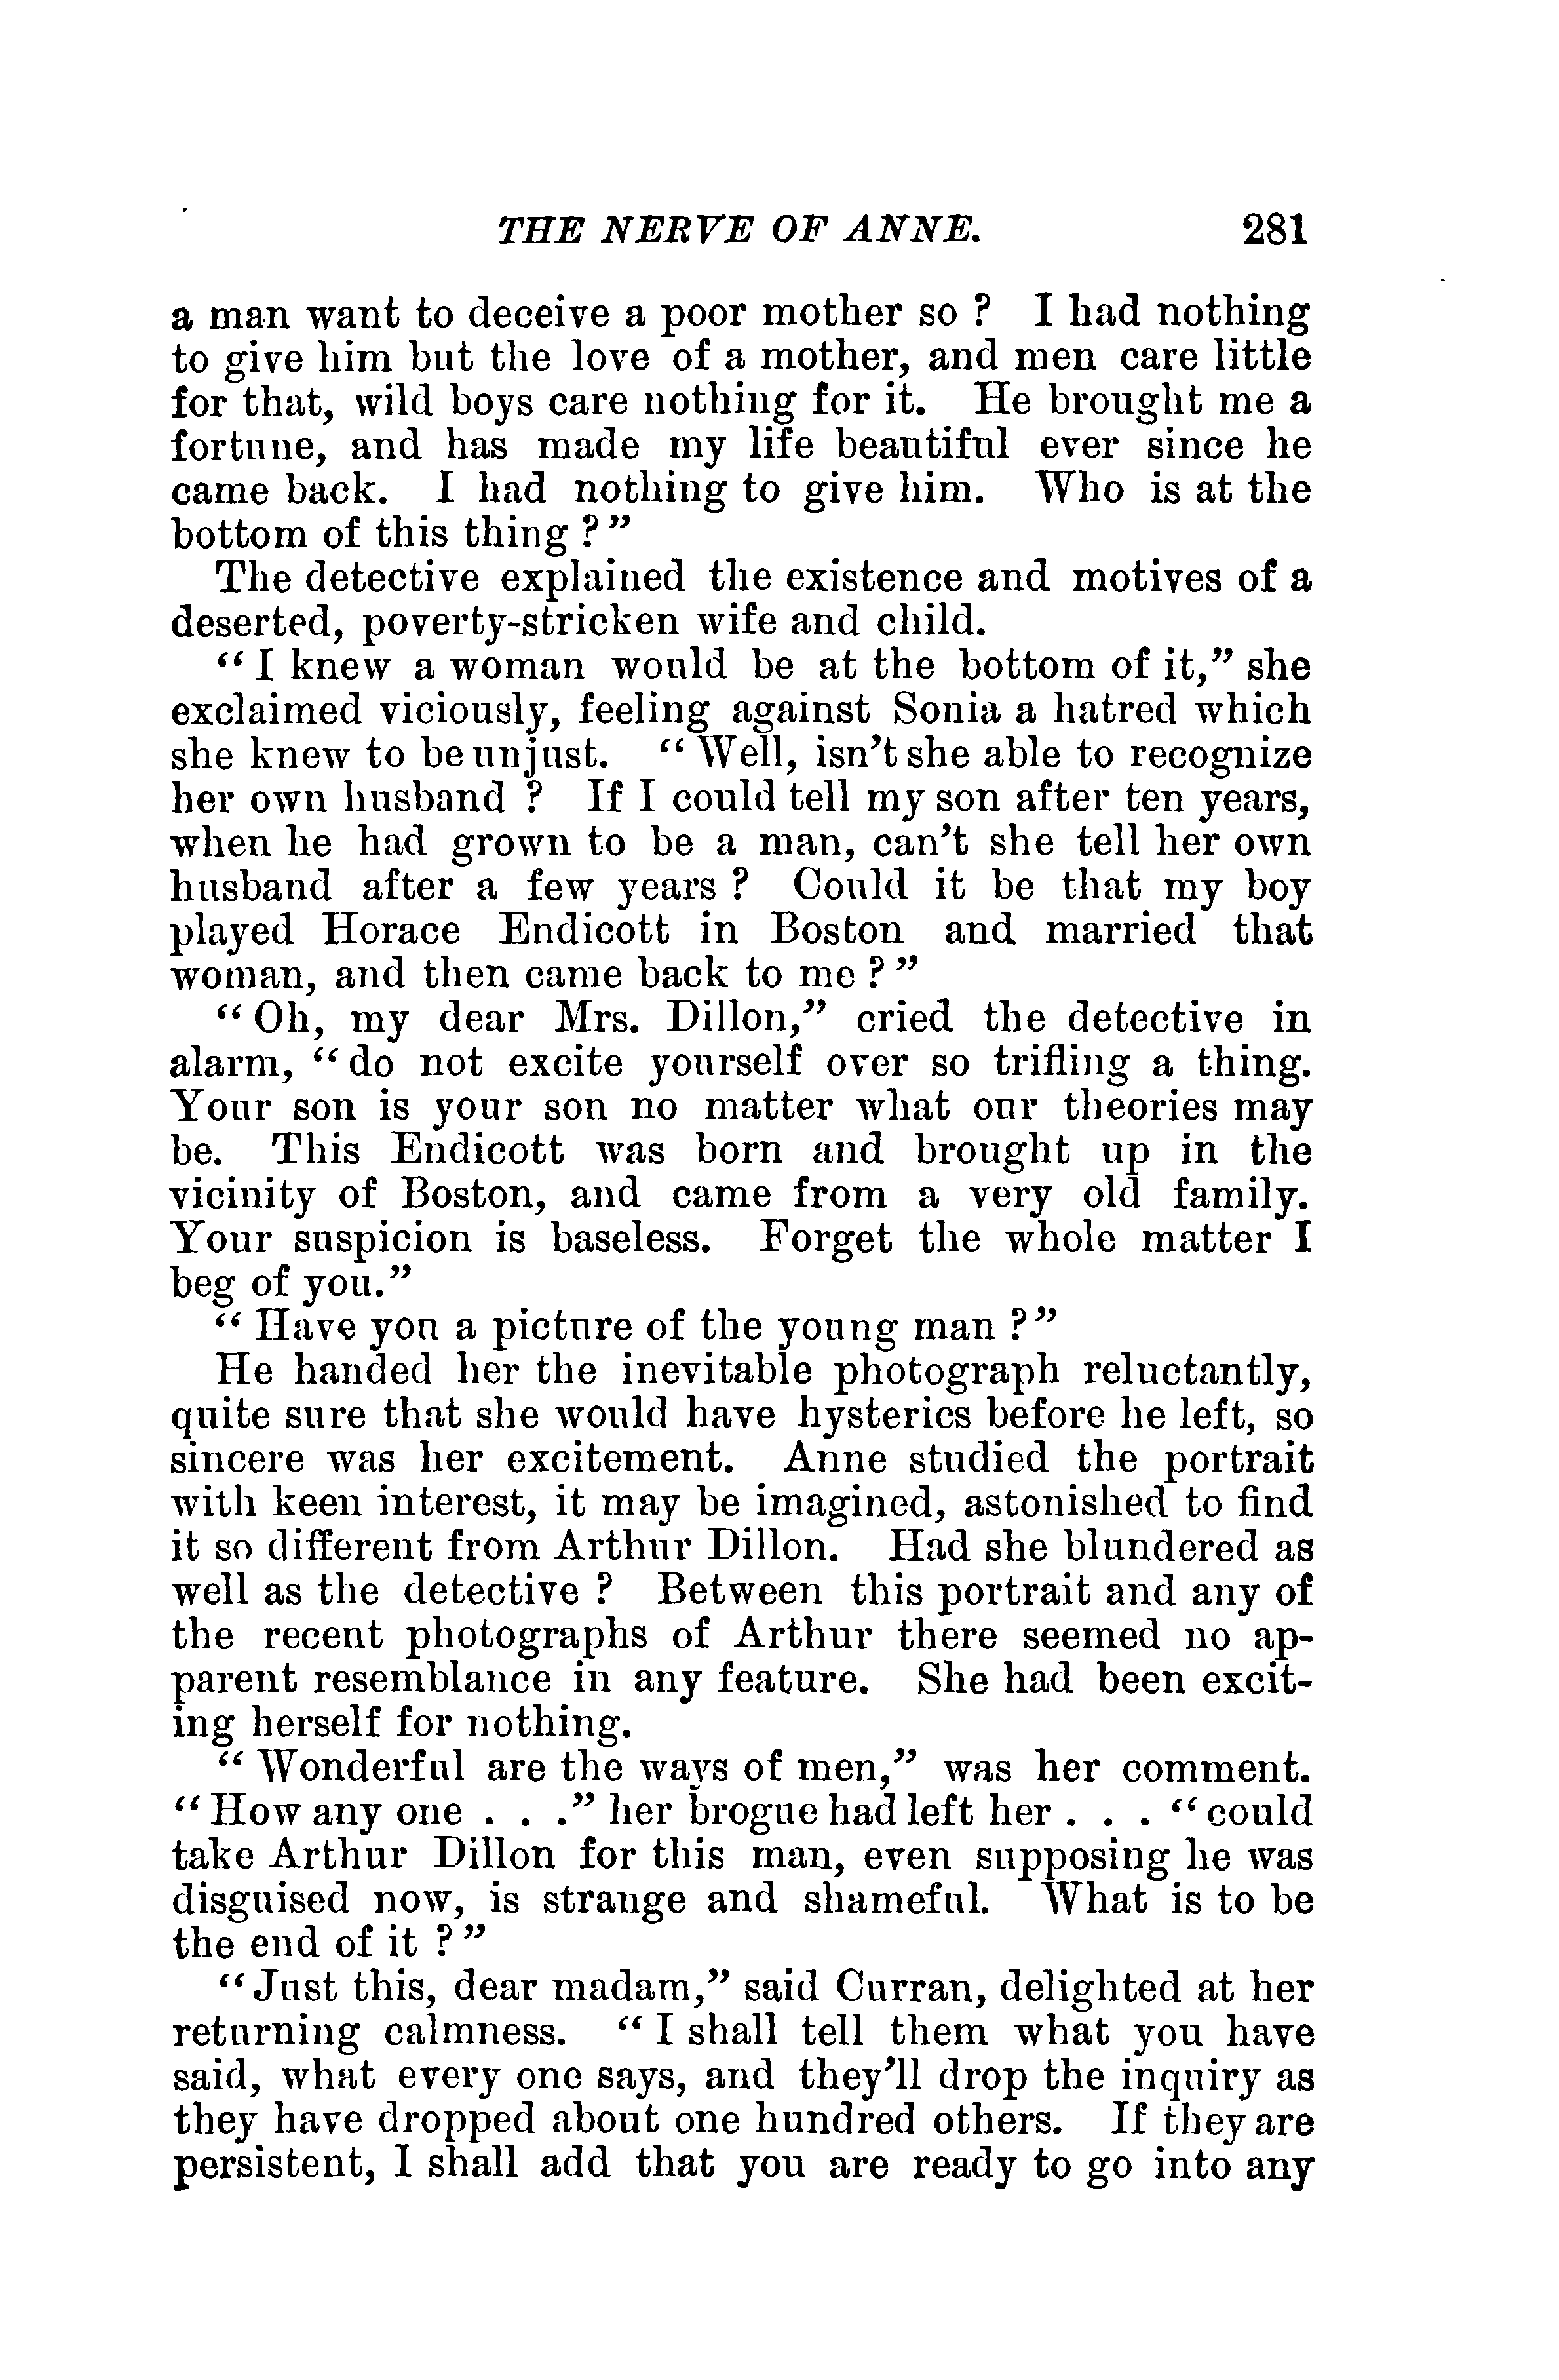 THE NERVE OF ANNE. 281
a man want to deceive a poor mother so ? I had nothing
to give him but the love of a mother, and men care little
for that, wild boys care nothing for it. He brought me a
fortune, and has made my life beautiful ever since he
came back. I had nothing to give him. Who is at the
bottom of this thing ?”
The detective explained the existence and motives of a
deserted, poverty-stricken wife and child.
“ I knew a woman would be at the bottom of it,” she
exclaimed viciously, feeling against Sonia a hatred which
she knew to be unjust. “ Well, isn’t she able to recognize
her own husband ? If I could tell my son after ten years,
when he had grown to be a man, can’t she tell her own
husband after a few years ? Could it be that my boy
played Horace Endicott in Boston and married that
woman, and then came back to me ?”
“ Oh, my dear Mrs. Dillon,” cried the detective in
alarm, “ do not excite yourself over so trifling a thing.
Your son is your son no matter what our theories may
be. This Endicott was born and brought up in the
vicinity of Boston, and came from a very old family.
Your suspicion is baseless. Forget the whole matter I
beg of you.”
“ Have you a picture of the young man ?”
He handed her the inevitable photograph reluctantly,
quite sure that she would have hysterics before he left, so
sincere was her excitement. Anne studied the portrait
with keen interest, it may be imagined, astonished to find
it so different from Arthur Dillon. Had she blundered as
well as the detective ? Between this portrait and any of
the recent photographs of Arthur there seemed no ap-
parent resemblance in any feature. She had been excit-
ing herself for nothing.
“ Wonderful are the ways of men,” was her comment.
“ How any one . . .” her brogue had left her . . . “ could
take Arthur Dillon for this man, even supposing he was
disguised now, is strange and shameful. What is to be
the end of it ?”
“ Just this, dear madam,” said Curran, delighted at her
returning calmness. “ I shall tell them what you have
said, what every one says, and they’ll drop the inquiry as
they have dropped about one hundred others. If they are
persistent, I shall add that you are ready to go into any